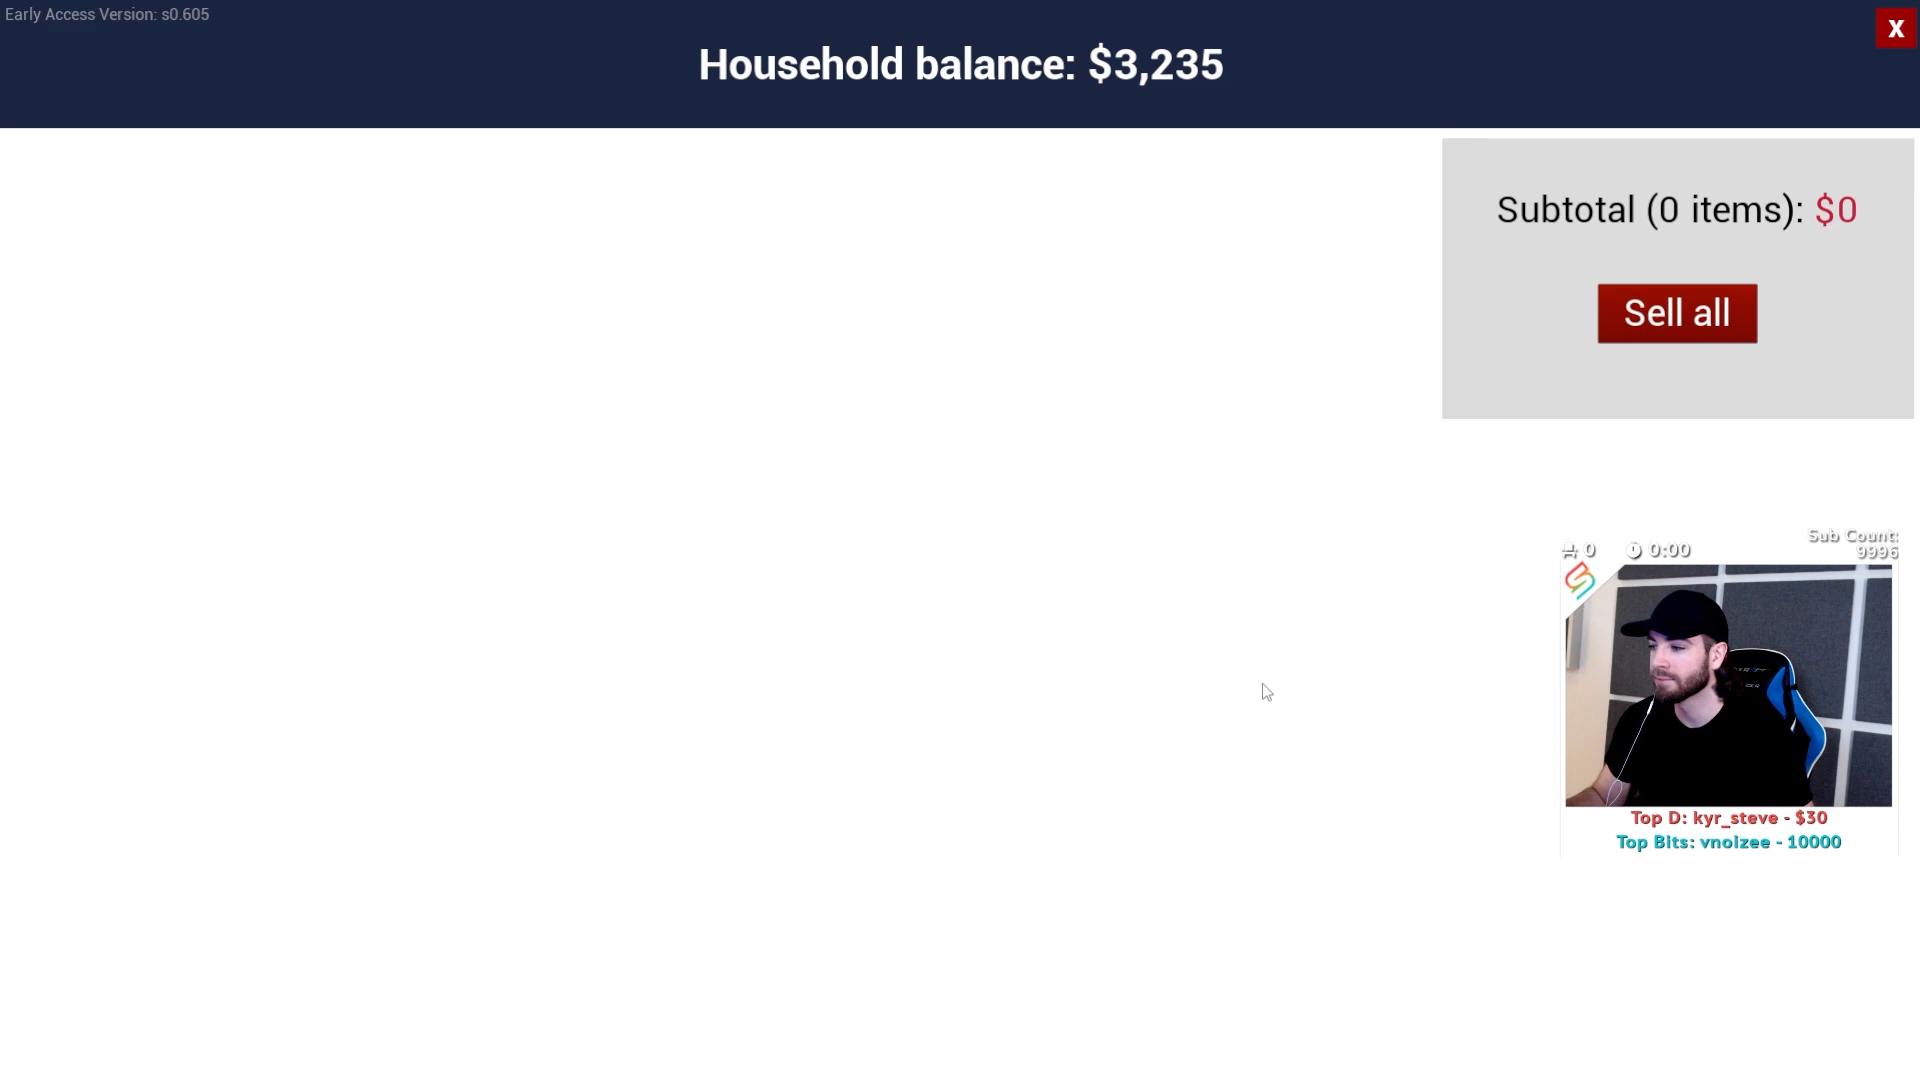 Early Access Version: s0.605
X
Household balance: $3,235
Subtotal (0 items): $0
Sell all
Sub Count:
0 0:00 9996
Top D: kyr_steve - $30
Top Bits: vnoizee - 10000